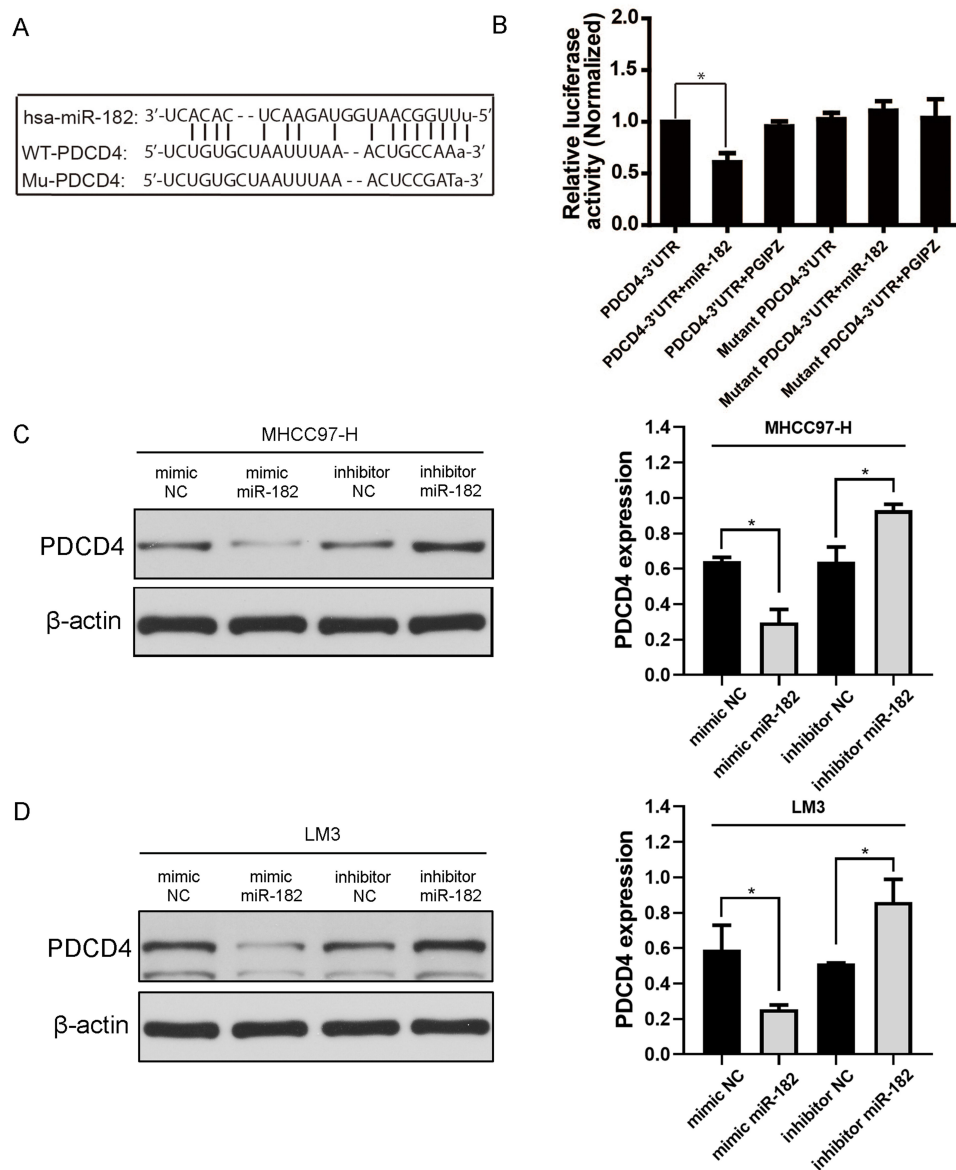 A
hsa-miR-182: 3'-UCACAC - - UCAAGAUGGUAACGGUUu-5'
WT-PDCD4: 5'-UCUGUGCUAAUUUAA - - ACUGCCAAa-3'
Mu-PDCD4: 5'-UCUGUGCUAAUUUAA - - ACUCCGATa-3'
B
Relative luciferase
activity (Normalized)
2.0
1.5
1.0
0.5
0.0
*
PDCD4-3'UTR
PDCD4-3'UTR+miR-182
PDCD4-3'UTR+PGIPZ
Mutant PDCD4-3'UTR
Mutant PDCD4-3'UTR+miR-182
Mutant PDCD4-3'UTR+PGIPZ
C
MHCC97-H
mimic
NC
mimic
miR-182
inhibitor
NC
inhibitor
miR-182
PDCD4
β-actin
MHCC97-H
PDCD4 expression
1.4
1.2
1.0
0.8
0.6
0.4
0.2
0.0
*
*
mimic NC
mimic miR-182
inhibitor NC
inhibitor miR-182
D
LM3
mimic
NC
mimic
miR-182
inhibitor
NC
inhibitor
miR-182
PDCD4
β-actin
LM3
PDCD4 expression
1.4
1.2
1.0
0.8
0.6
0.4
0.2
0.0
*
*
mimic NC
mimic miR-182
inhibitor NC
inhibitor miR-182